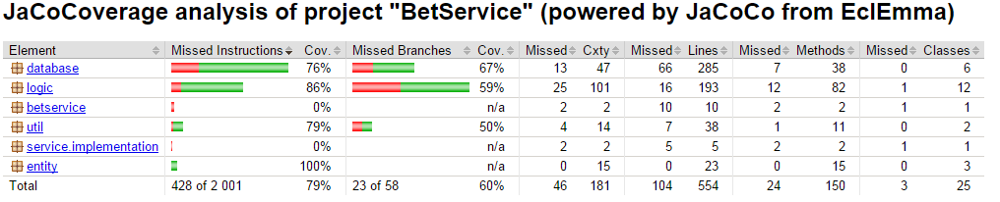 JaCoCoverage analysis of project "BetService" (powered by JaCoCo from EclEmma)
Element Missed Instructions Cov. Missed Branches Cov. Missed Cxty Missed Lines Missed Methods Missed Classes
database 76% 67% 13 47 66 285 7 38 0 6
logic 86% 59% 25 101 16 193 12 82 1 12
betservice 0% n/a 2 2 10 10 2 2 1 1
util 79% 50% 4 14 7 38 1 11 0 2
service.implementation 0% n/a 2 2 5 5 2 2 1 1
entity 100% n/a 0 15 0 23 0 15 0 3
Total 428 of 2 001 79% 23 of 58 60% 46 181 104 554 24 150 3 25